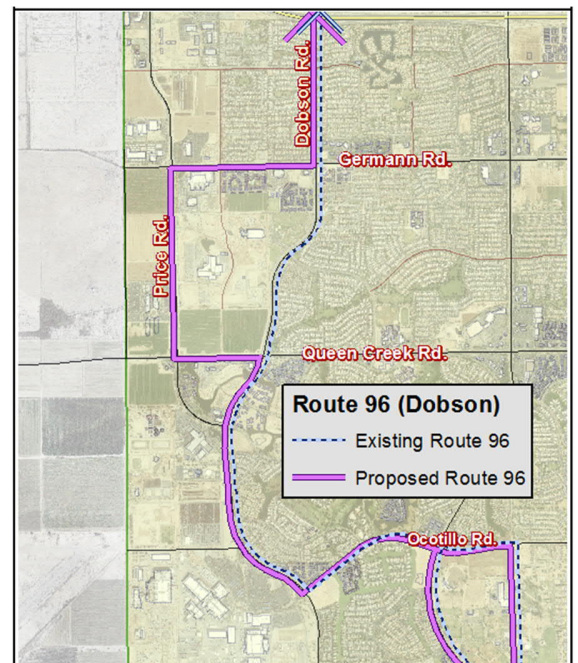 Dobson Rd.
Germann Rd.
Price Rd.
Queen Creek Rd.
Route 96 (Dobson)
Existing Route 96
Proposed Route 96
Ocotillo Rd.